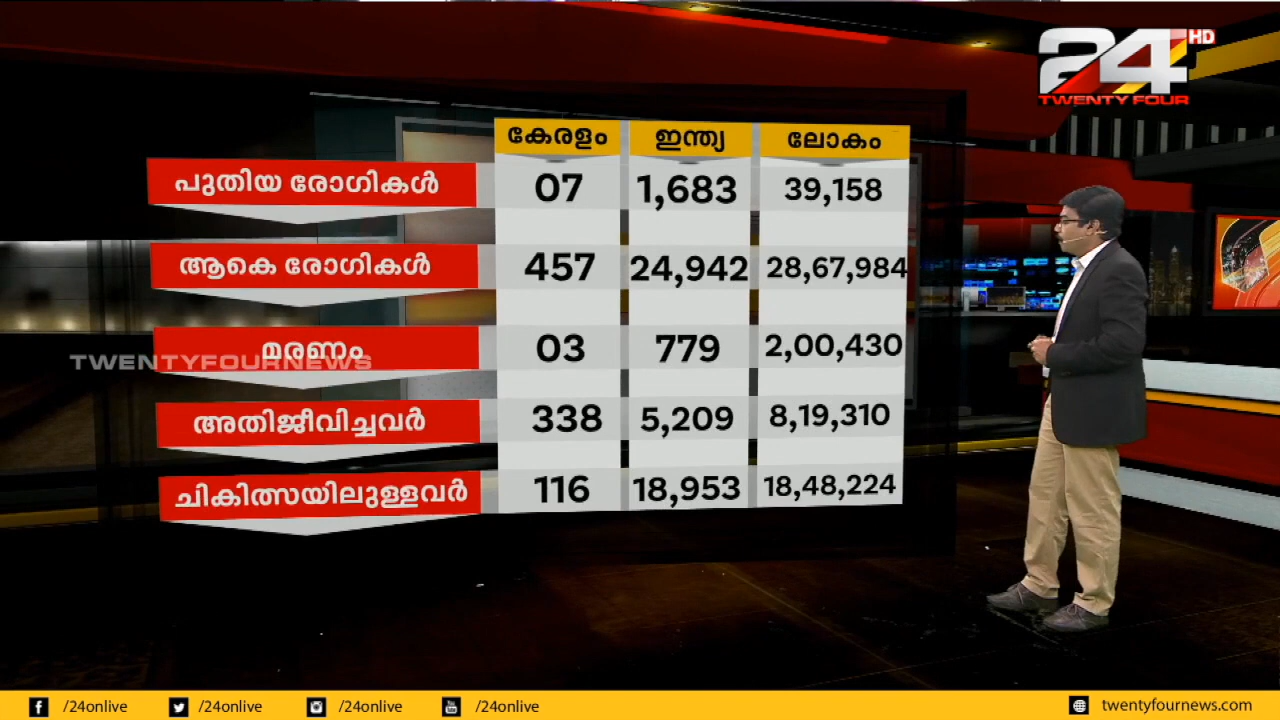 24 HD
TWENTY FOUR
കേരളം ഇന്ത്യ ലോകം
പുതിയ രോഗികൾ 07 1,683 39,158
ആകെ രോഗികൾ 457 24,942 28,67,984
മരണം 03 779 2,00,430
TWENTYFOURNEWS
അതിജീവിച്ചവർ 338 5,209 8,19,310
ചികിത്സയിലുള്ളവർ 116 18,953 18,48,224
/24onlive /24onlive /24onlive /24onlive twentyfournews.com